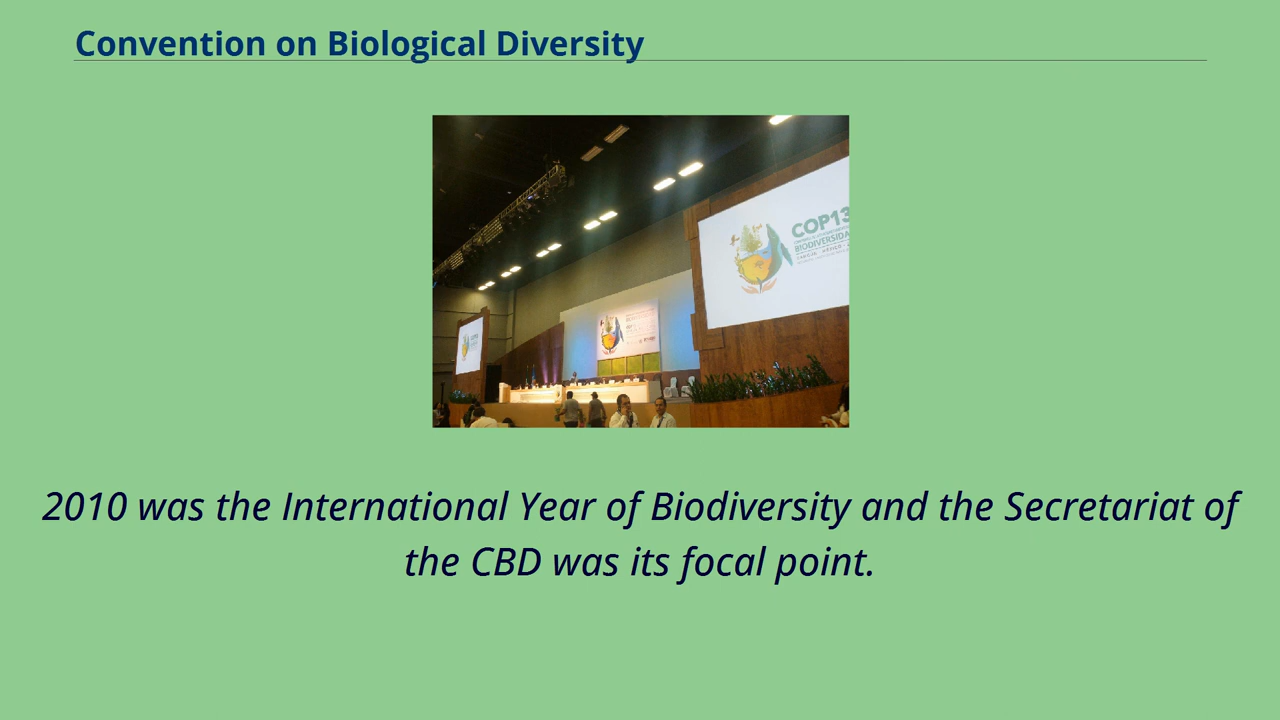 Convention on Biological Diversity
COP13
BIODIVERSIDA
2010 was the International Year of Biodiversity and the Secretariat of
the CBD was its focal point.